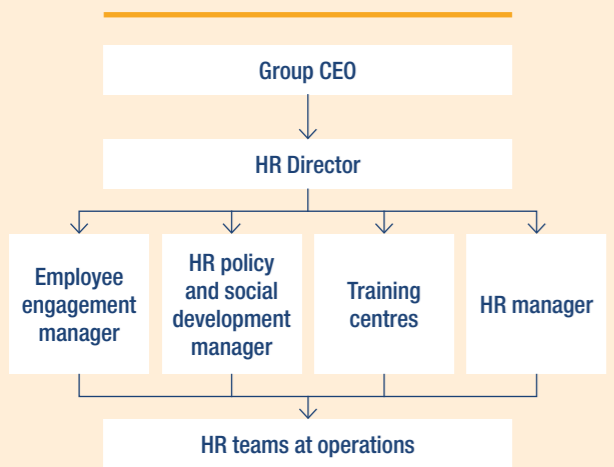 Group CEO
HR Director
Employee
engagement
manager
HR policy
and social
development
manager
Training
centres
HR manager
HR teams at operations